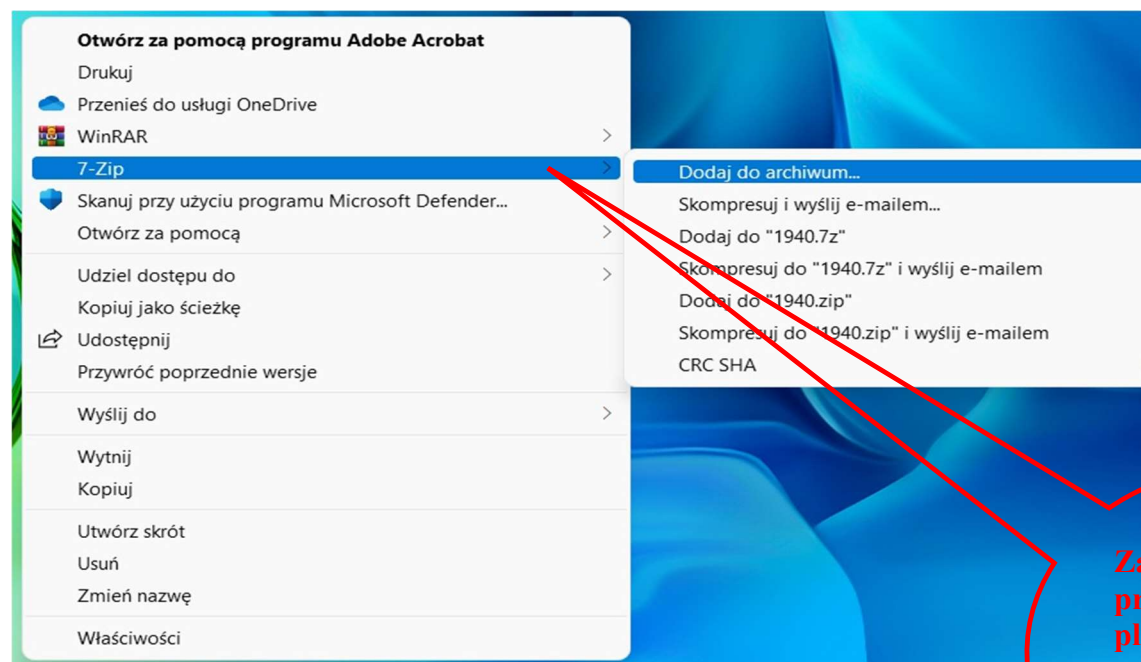 Otwórz za pomocą programu Adobe Acrobat
Drukuj
Przenieś do usługi OneDrive
WinRAR
7-Zip
Skanuj przy użyciu programu Microsoft Defender...
Otwórz za pomocą
Udziel dostępu do
Kopiuj jako ścieżkę
Udostępnij
Przywróć poprzednie wersje
Wyślij do
Wytnij
Kopiuj
Utwórz skrót
Usuń
Zmień nazwę
Właściwości
Dodaj do archiwum...
Skompresuj i wyślij e-mailem...
Dodaj do "1940.7z"
Skompresuj do "1940.7z" i wyślij e-mailem
Dodaj do "1940.zip"
Skompresuj do "1940.zip" i wyślij e-mailem
CRC SHA